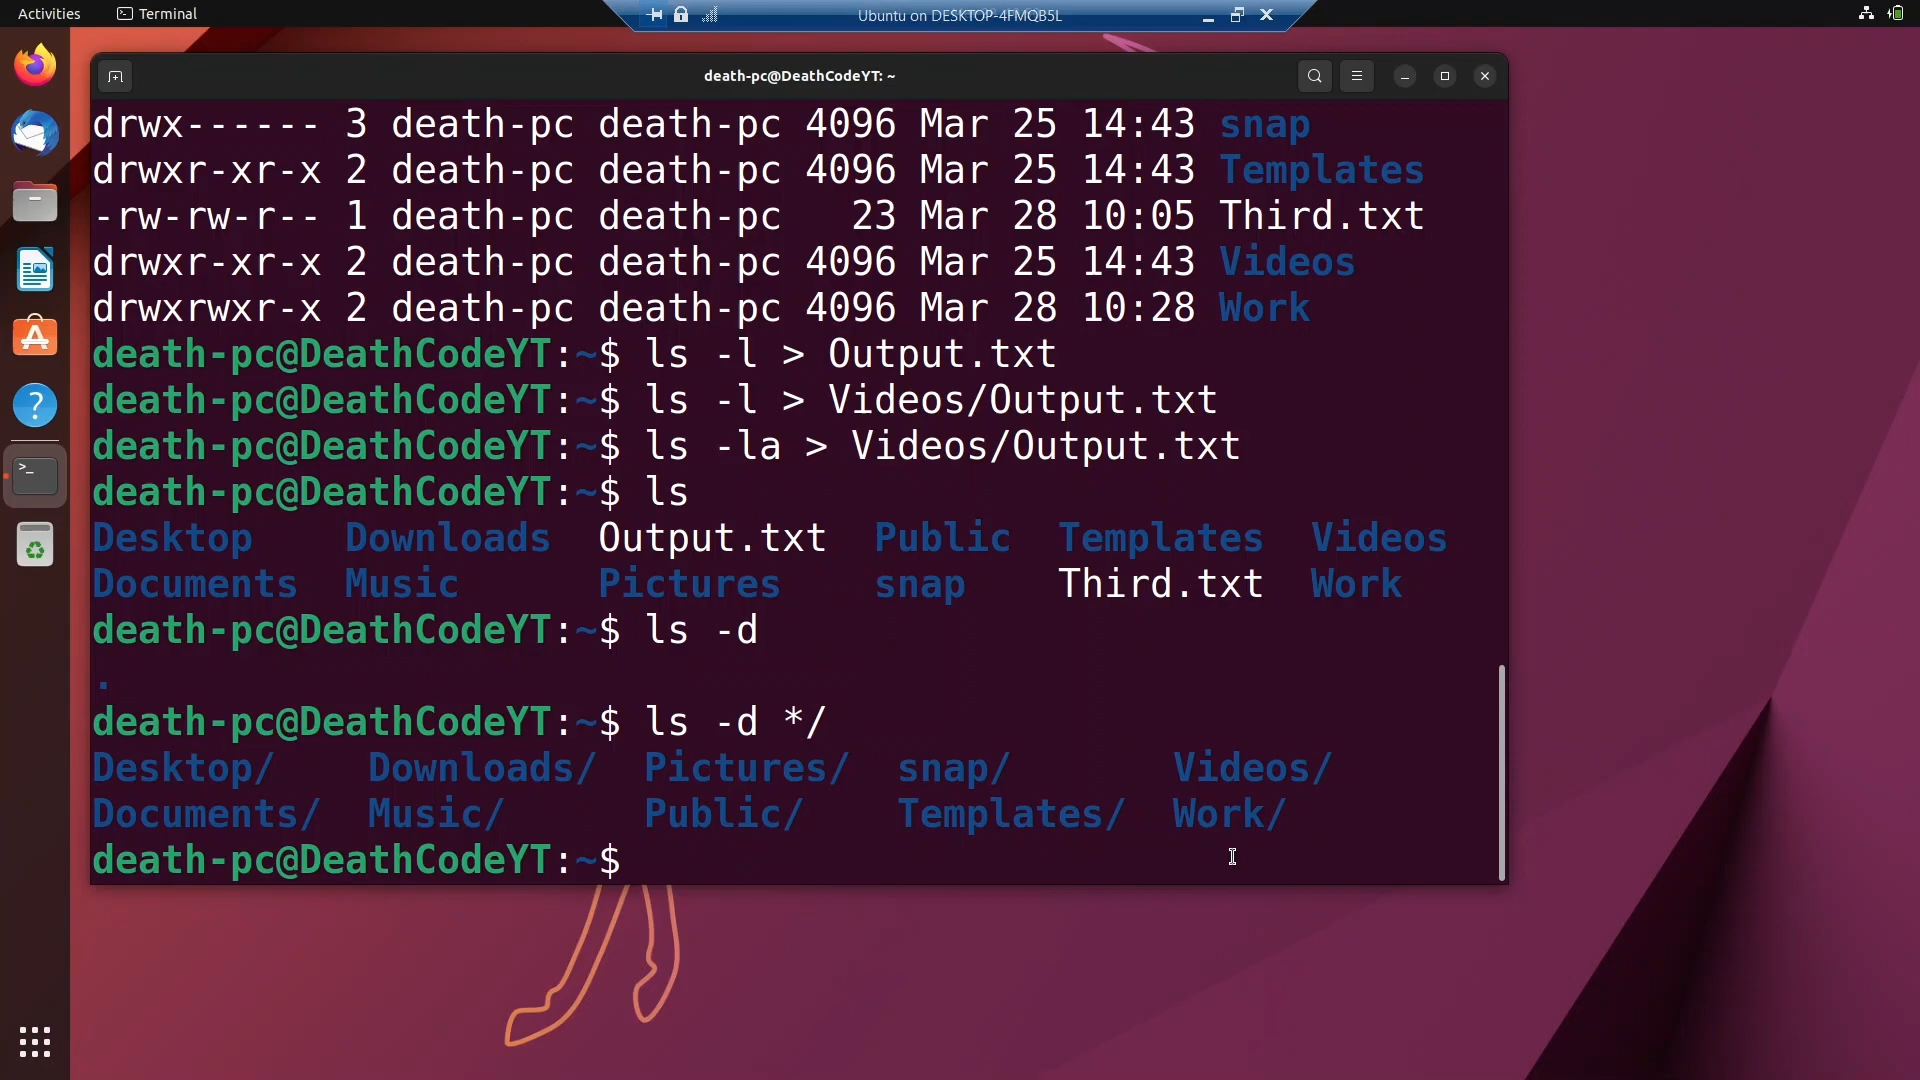 Activities Terminal Ubuntu on DESKTOP-4FMQB5L
death-pc@DeathCodeYT: ~
drwx------ 3 death-pc death-pc 4096 Mar 25 14:43 snap
drwxr-xr-x 2 death-pc death-pc 4096 Mar 25 14:43 Templates
-rw-rw-r-- 1 death-pc death-pc   23 Mar 28 10:05 Third.txt
drwxr-xr-x 2 death-pc death-pc 4096 Mar 25 14:43 Videos
drwxrwxr-x 2 death-pc death-pc 4096 Mar 28 10:28 Work
death-pc@DeathCodeYT:~$ ls -l > Output.txt
death-pc@DeathCodeYT:~$ ls -l > Videos/Output.txt
death-pc@DeathCodeYT:~$ ls -la > Videos/Output.txt
death-pc@DeathCodeYT:~$ ls
Desktop    Downloads  Output.txt  Public  Templates  Videos
Documents  Music      Pictures    snap    Third.txt  Work
death-pc@DeathCodeYT:~$ ls -d
.
death-pc@DeathCodeYT:~$ ls -d */
Desktop/    Downloads/  Pictures/  snap/       Videos/
Documents/  Music/      Public/    Templates/  Work/
death-pc@DeathCodeYT:~$